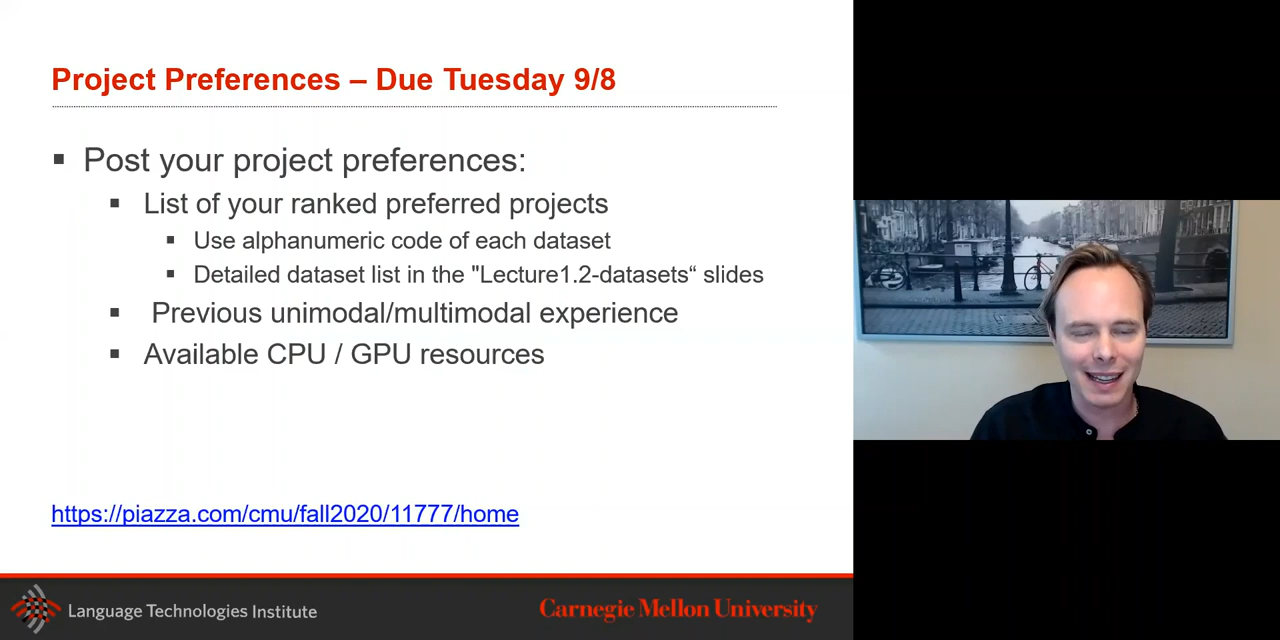 Project Preferences – Due Tuesday 9/8
Post your project preferences:
List of your ranked preferred projects
Use alphanumeric code of each dataset
Detailed dataset list in the "Lecture1.2-datasets“ slides
Previous unimodal/multimodal experience
Available CPU / GPU resources
https://piazza.com/cmu/fall2020/11777/home
Language Technologies Institute
Carnegie Mellon University